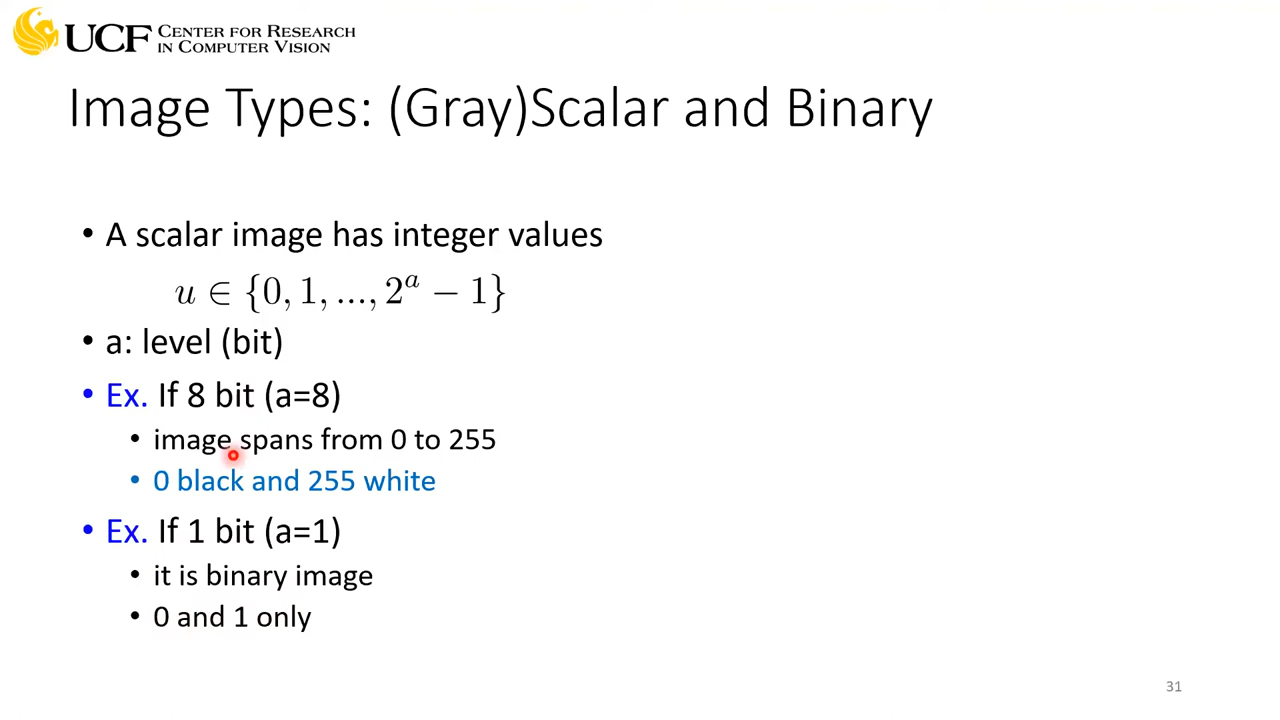 UCF CENTER FOR RESEARCH
IN COMPUTER VISION
Image Types: (Gray)Scalar and Binary
• A scalar image has integer values
u ∈ {0, 1, ..., 2^a − 1}
• a: level (bit)
• Ex. If 8 bit (a=8)
• image spans from 0 to 255
• 0 black and 255 white
• Ex. If 1 bit (a=1)
• it is binary image
• 0 and 1 only
31